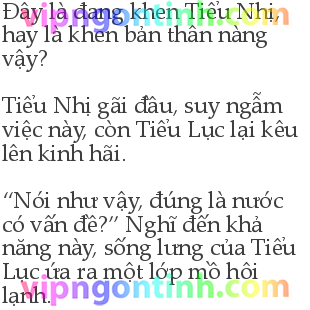 Đây là đang khen Tiểu Nhị,
hay là khen bản thân nàng
vậy?
Tiểu Nhị gãi đầu, suy ngẫm
việc này, còn Tiểu Lục lại kêu
lên kinh hãi.
“Nói như vậy, đúng là nước
có vấn đề?” Nghĩ đến khả
năng này, sống lưng của Tiểu
Lục ứa ra một lớp mồ hôi
lạnh.
vipngontinh.com
vipngontinh.com